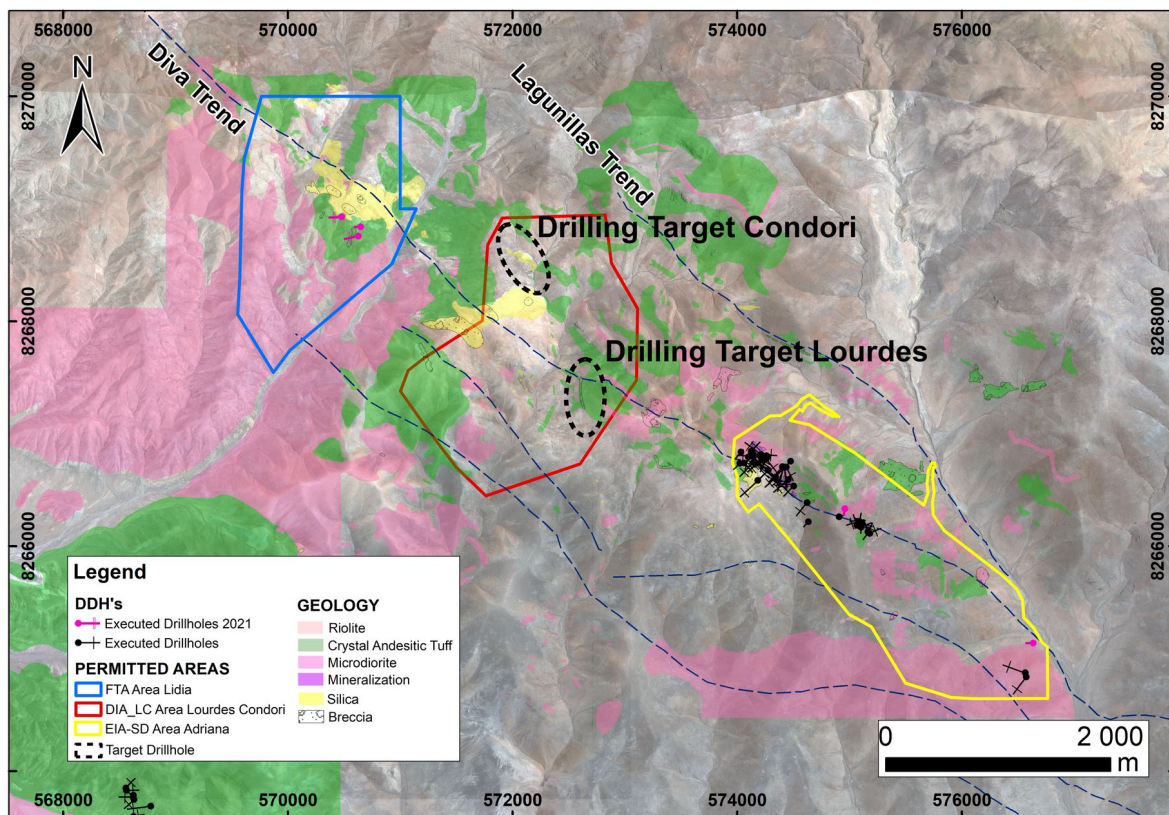 568000
570000
572000
574000
576000
N
Diva Trend
Lagunillas Trend
8270000
8270000
Drilling Target Condori
8268000
8268000
Drilling Target Lourdes
8266000
8266000
Legend
DDH's
Executed Drillholes 2021
Executed Drillholes
PERMITTED AREAS
FTA Area Lidia
DIA_LC Area Lourdes Condori
EIA-SD Area Adriana
Target Drillhole
GEOLOGY
Riolite
Crystal Andesitic Tuff
Microdiorite
Mineralization
Silica
Breccia
0
2 000
m
568000
570000
572000
574000
576000